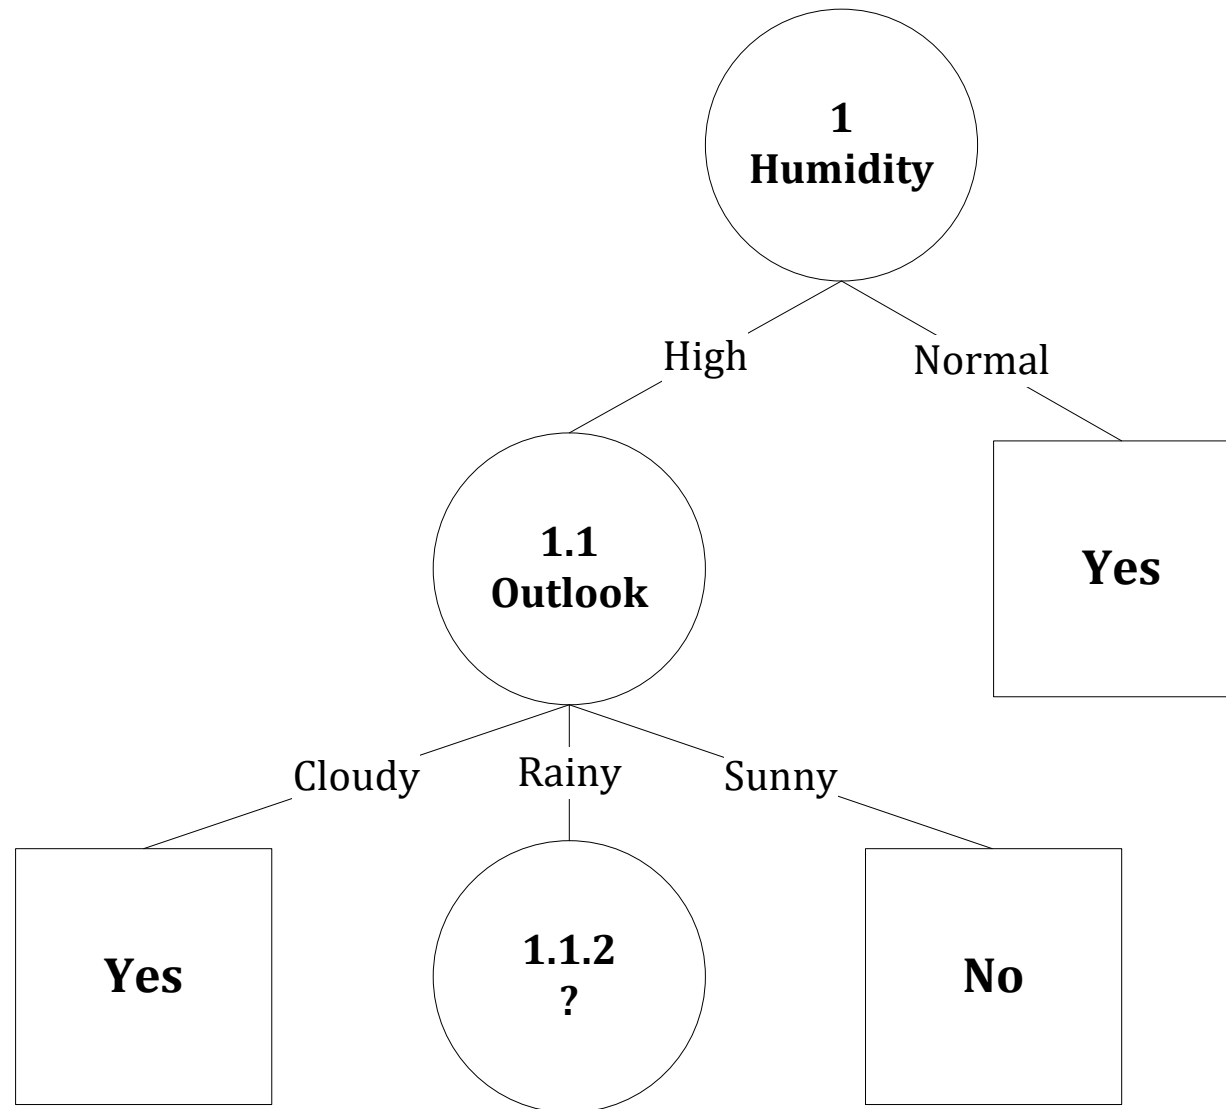 1
Humidity
High
Normal
1.1
Outlook
Yes
Cloudy
Rainy
Sunny
Yes
1.1.2
?
No